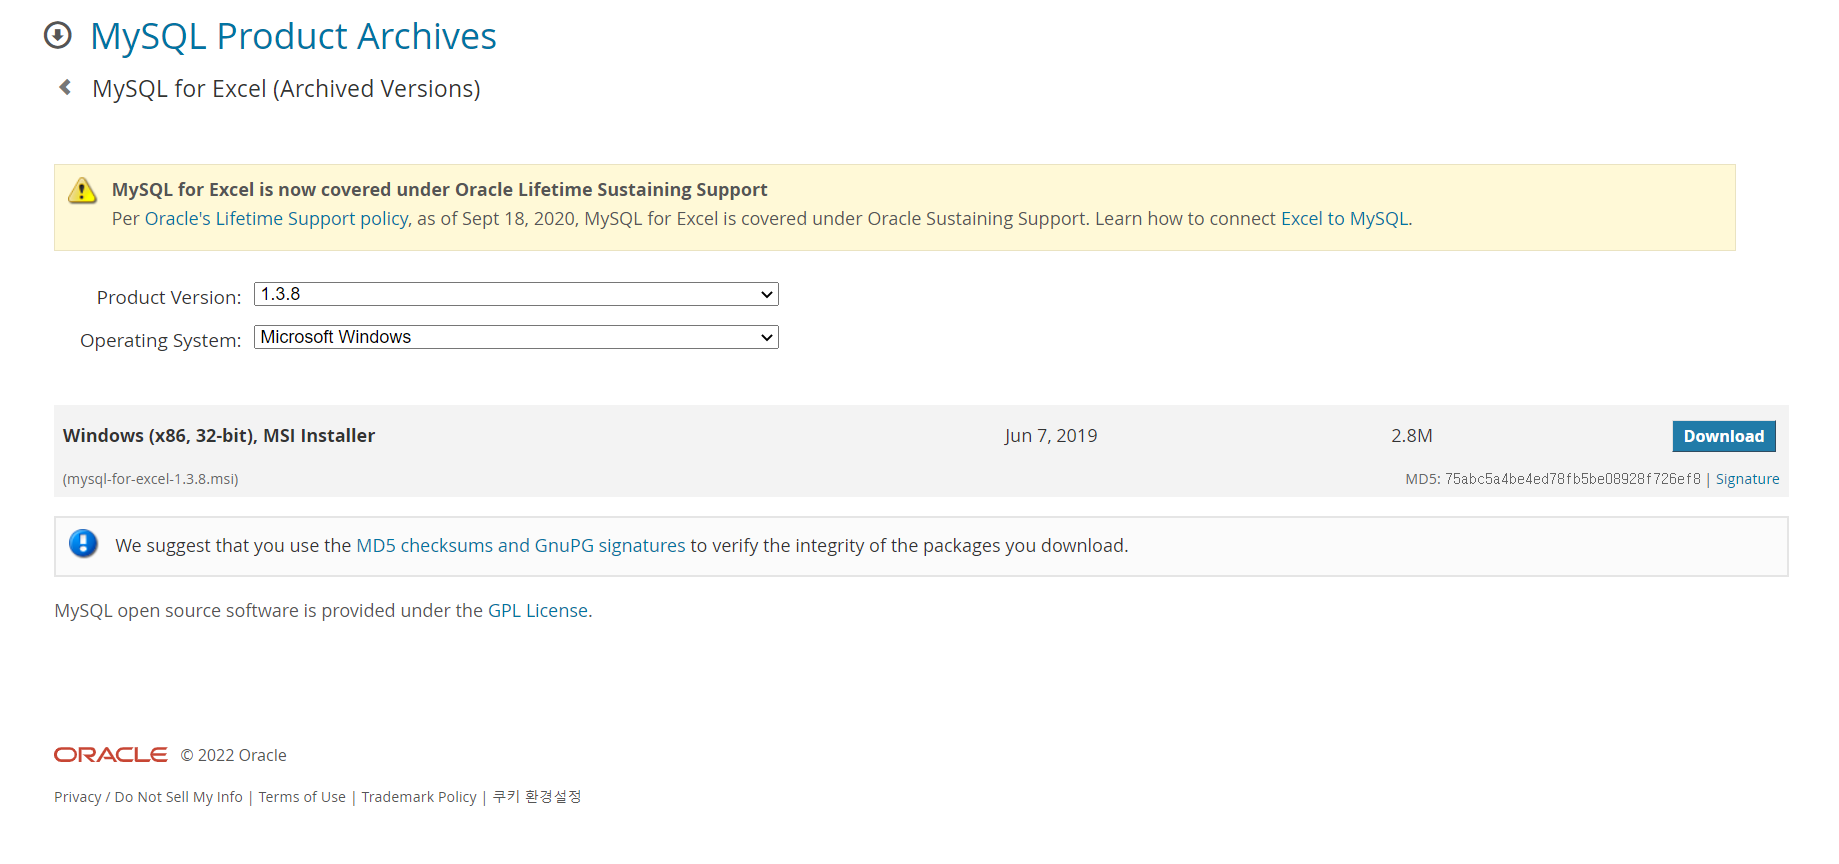 MySQL Product Archives
MySQL for Excel (Archived Versions)
MySQL for Excel is now covered under Oracle Lifetime Sustaining Support
Per Oracle's Lifetime Support policy, as of Sept 18, 2020, MySQL for Excel is covered under Oracle Sustaining Support. Learn how to connect Excel to MySQL.
Product Version: 1.3.8
Operating System: Microsoft Windows
Windows (x86, 32-bit), MSI Installer Jun 7, 2019 2.8M Download
(mysql-for-excel-1.3.8.msi) MD5: 75abc5a4be4ed78fb5be08928f726ef8 | Signature
We suggest that you use the MD5 checksums and GnuPG signatures to verify the integrity of the packages you download.
MySQL open source software is provided under the GPL License.
ORACLE © 2022 Oracle
Privacy / Do Not Sell My Info | Terms of Use | Trademark Policy | 쿠키 환경설정